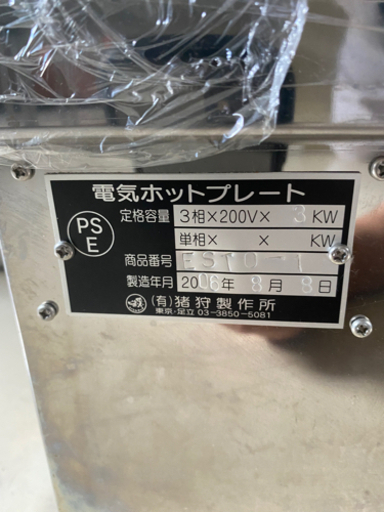 電気ホットプレート
PS
E
定格容量 3相×200V× 3 KW
単相× × KW
商品番号 ESTO-1
製造年月 2006年 8月 8日
(有)猪狩製作所
東京・足立 03-3850-5081